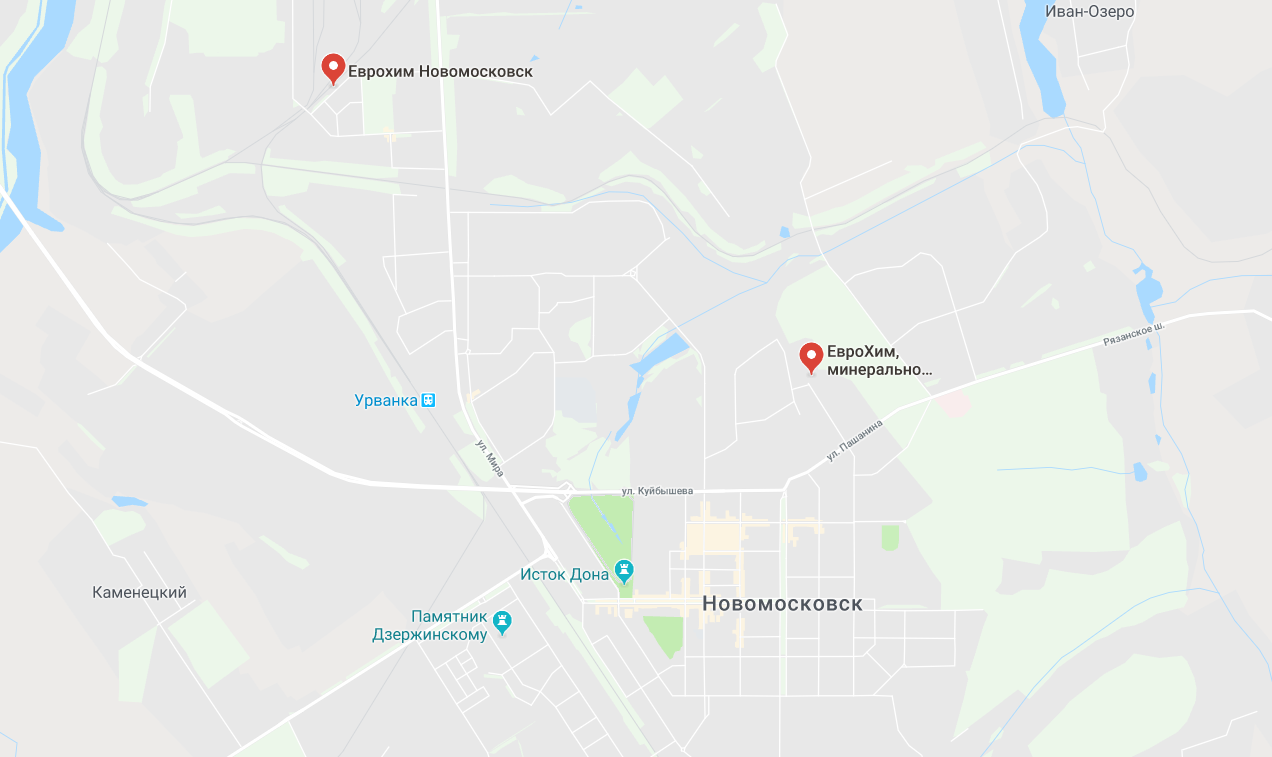 Иван-Озеро
Еврохим Новомосковск
ЕвроХим,
минерально...
Рязанское ш.
Урванка
ул. Мира
ул. Пашанина
ул. Куйбышева
Исток Дона
Каменецкий
Новомосковск
Памятник
Дзержинскому